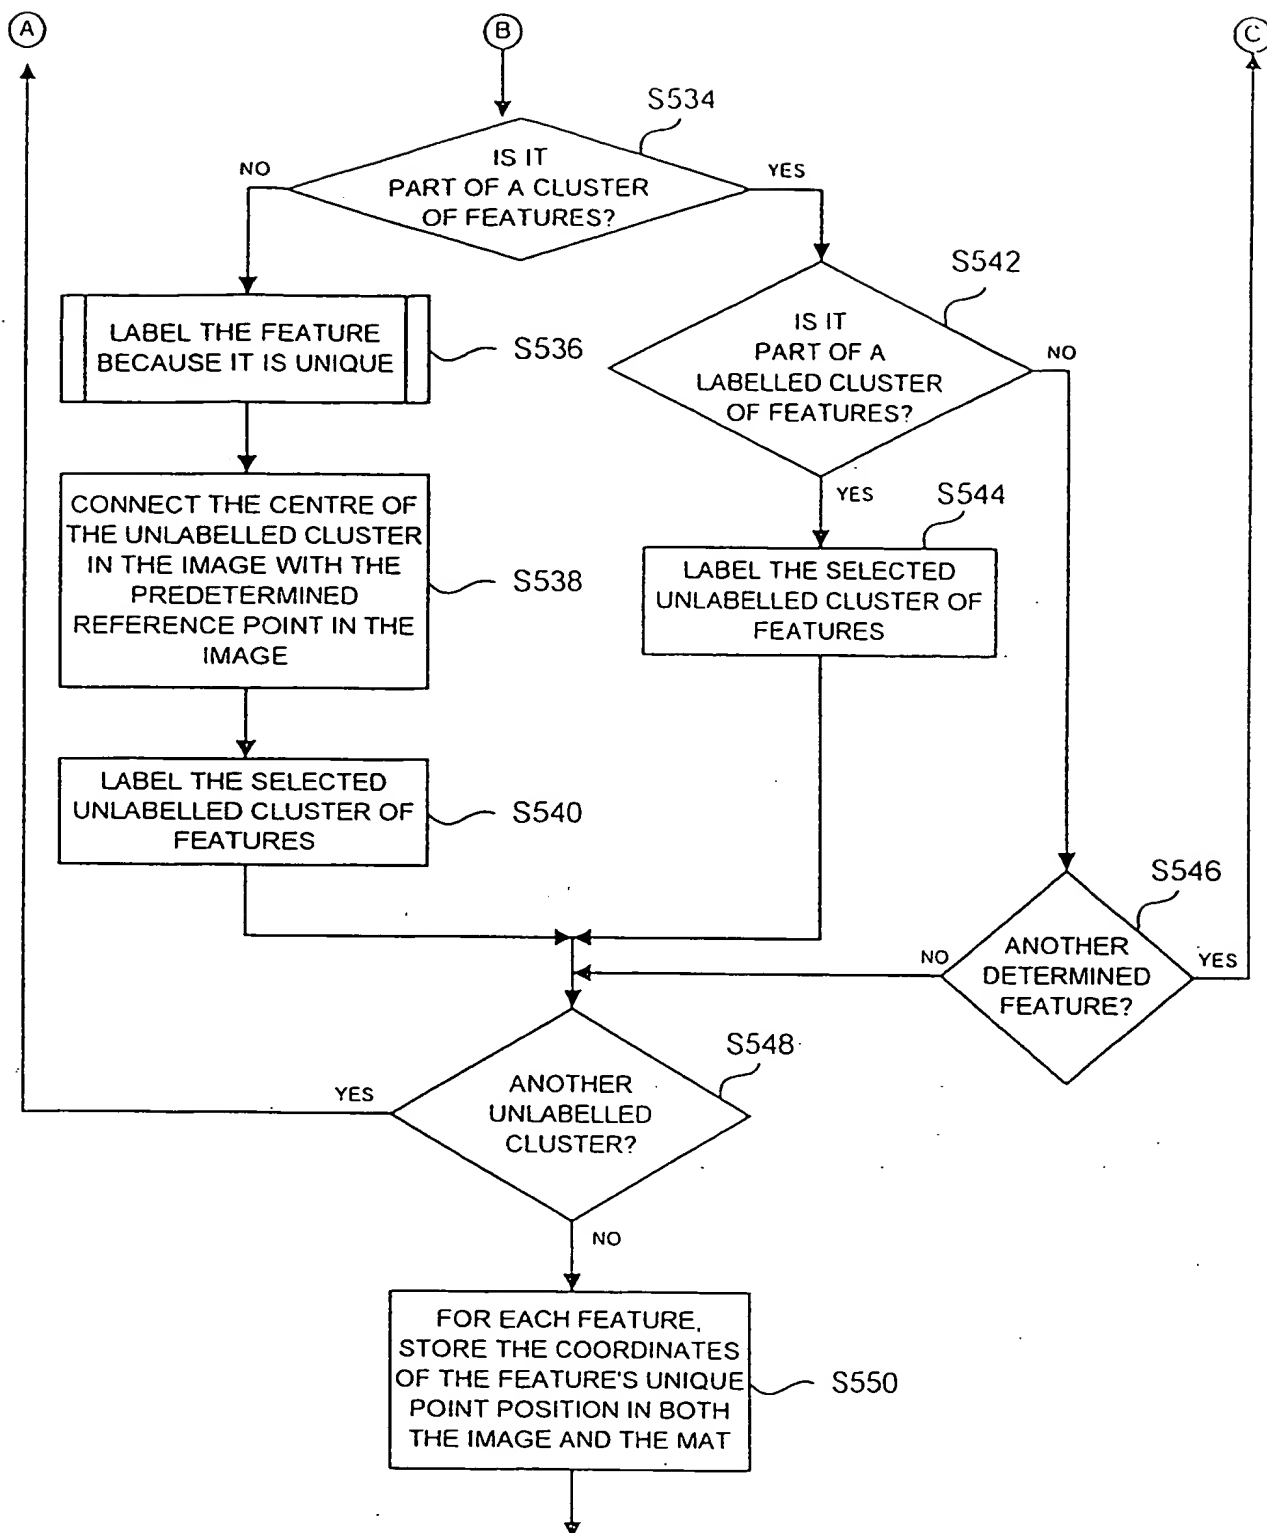 A
B
C
S534
IS IT
PART OF A CLUSTER
OF FEATURES?
NO
YES
S542
IS IT
PART OF A
LABELLED CLUSTER
OF FEATURES?
NO
YES
LABEL THE FEATURE
BECAUSE IT IS UNIQUE
S536
CONNECT THE CENTRE OF
THE UNLABELLED CLUSTER
IN THE IMAGE WITH THE
PREDETERMINED
REFERENCE POINT IN THE
IMAGE
S538
S544
LABEL THE SELECTED
UNLABELLED CLUSTER OF
FEATURES
LABEL THE SELECTED
UNLABELLED CLUSTER OF
FEATURES
S540
S546
ANOTHER
DETERMINED
FEATURE?
NO
YES
S548
ANOTHER
UNLABELLED
CLUSTER?
YES
NO
FOR EACH FEATURE,
STORE THE COORDINATES
OF THE FEATURE'S UNIQUE
POINT POSITION IN BOTH
THE IMAGE AND THE MAT
S550